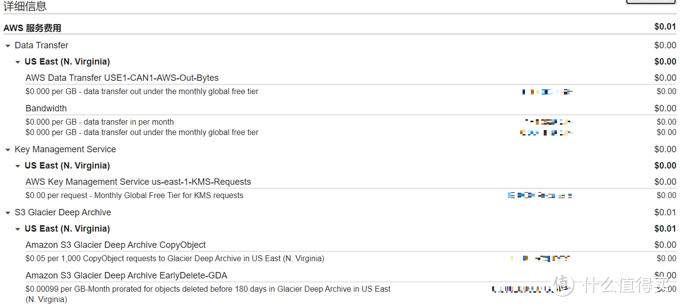 详细信息
AWS 服务费用 $0.01
Data Transfer $0.00
US East (N. Virginia) $0.00
AWS Data Transfer USE1-CAN1-AWS-Out-Bytes $0.00
$0.000 per GB - data transfer out under the monthly global free tier $0.00
Bandwidth $0.00
$0.000 per GB - data transfer in per month $0.00
$0.000 per GB - data transfer out under the monthly global free tier $0.00
Key Management Service $0.00
US East (N. Virginia) $0.00
AWS Key Management Service us-east-1-KMS-Requests $0.00
$0.00 per request - Monthly Global Free Tier for KMS requests $0.00
S3 Glacier Deep Archive $0.01
US East (N. Virginia) $0.01
Amazon S3 Glacier Deep Archive CopyObject $0.00
$0.05 per 1,000 CopyObject requests to Glacier Deep Archive in US East (N. Virginia) $0.00
Amazon S3 Glacier Deep Archive EarlyDelete-GDA
$0.00099 per GB-Month prorated for objects deleted before 180 days in Glacier Deep Archive in US East
(N. Virginia)
值 什么值得买